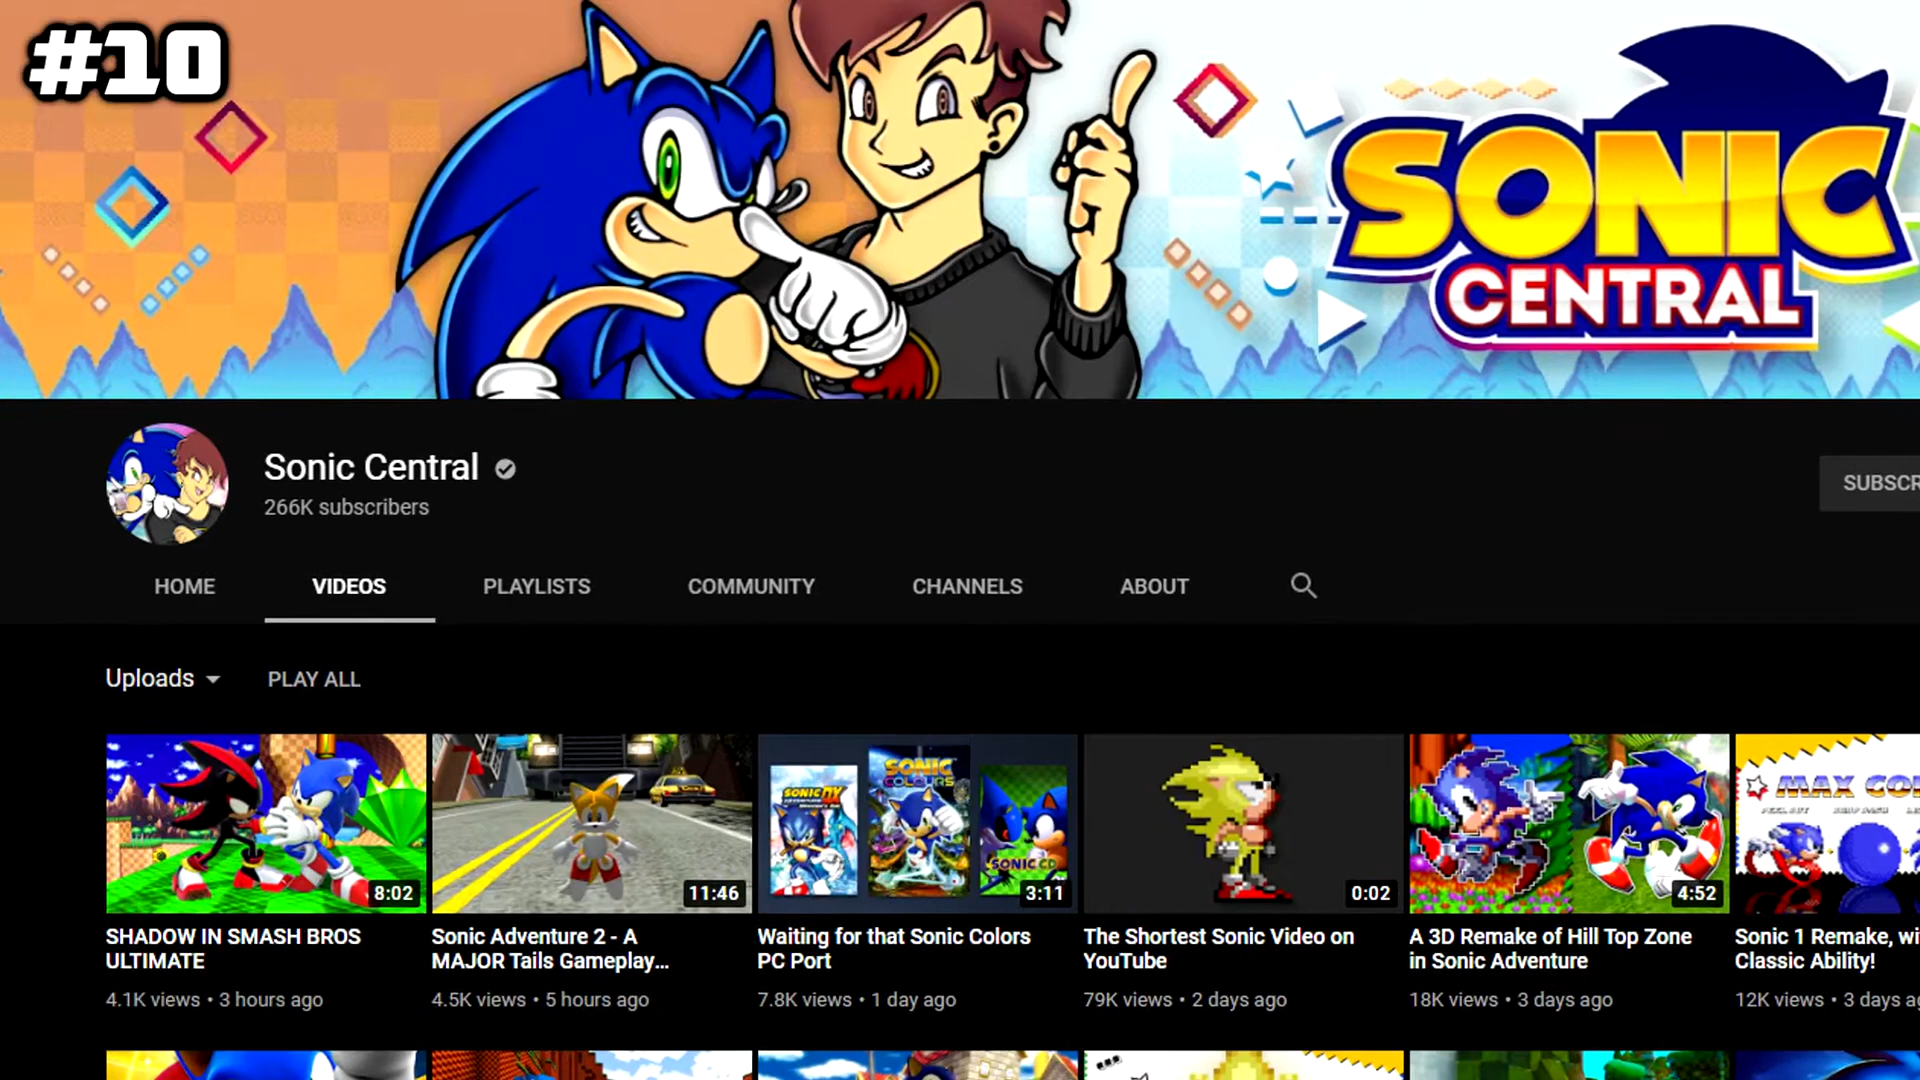 #10
SONIC
CENTRAL
Sonic Central
266K subscribers
SUBSCR
HOME
VIDEOS
PLAYLISTS
COMMUNITY
CHANNELS
ABOUT
Uploads
PLAY ALL
8:02
11:46
SONIC
COLOURS
SONIC CD
3:11
0:02
4:52
MAX CO
SHADOW IN SMASH BROS
ULTIMATE
4.1K views • 3 hours ago
Sonic Adventure 2 - A
MAJOR Tails Gameplay...
4.5K views • 5 hours ago
Waiting for that Sonic Colors
PC Port
7.8K views • 1 day ago
The Shortest Sonic Video on
YouTube
79K views • 2 days ago
A 3D Remake of Hill Top Zone
in Sonic Adventure
18K views • 3 days ago
Sonic 1 Remake, wi
Classic Ability!
12K views • 3 days ag